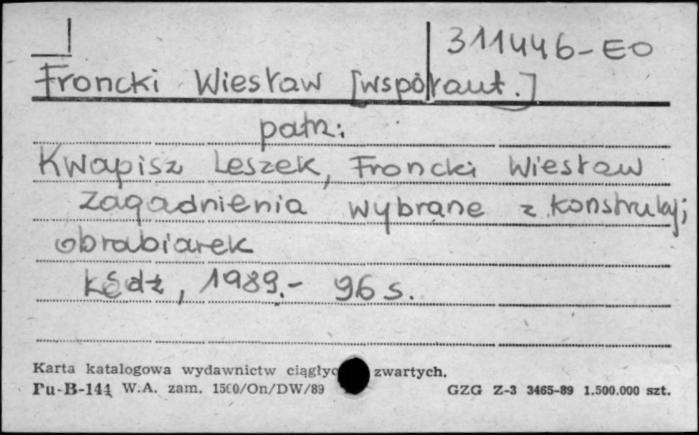 311446-EO
Froncki Wiesław [współaut.]
patrz:
Kwapisz Leszek, Froncki Wiesław
Zagadnienia wybrane z konstrukcji
obrabiarek
Łódź, 1989.- 96 s.
Karta katalogowa wydawnictw ciągłyc zwartych.
Pu-B-144 W.A. zam. 1500/On/DW/89 GZG Z-3 3465-89 1.500.000 szt.